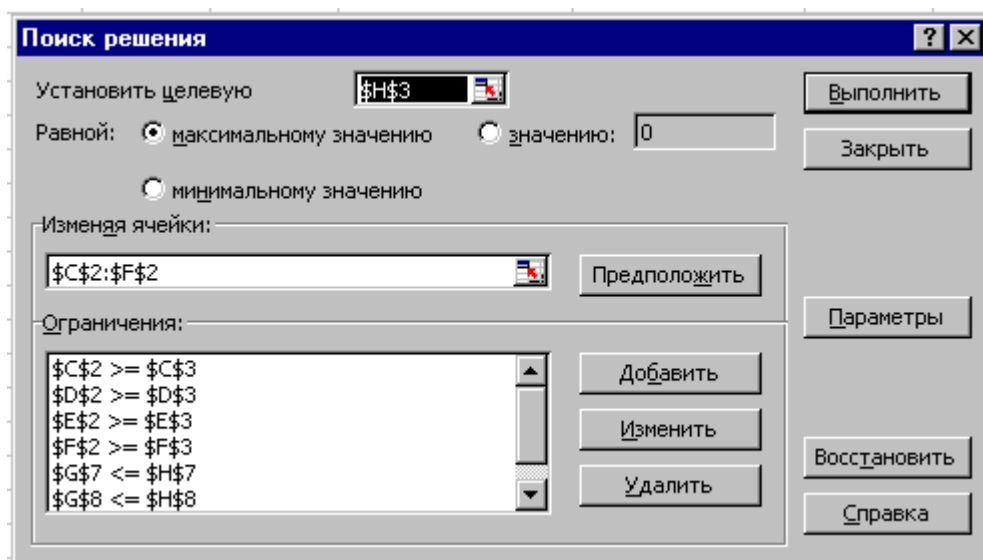 Поиск решения
Установить целевую $H$3
Выполнить
Равной: максимальному значению значению: 0
Закрыть
минимальному значению
Изменяя ячейки:
$C$2:$F$2
Предположить
Параметры
Ограничения:
$C$2 >= $C$3
$D$2 >= $D$3
$E$2 >= $E$3
$F$2 >= $F$3
$G$7 <= $H$7
$G$8 <= $H$8
Добавить
Изменить
Удалить
Восстановить
Справка